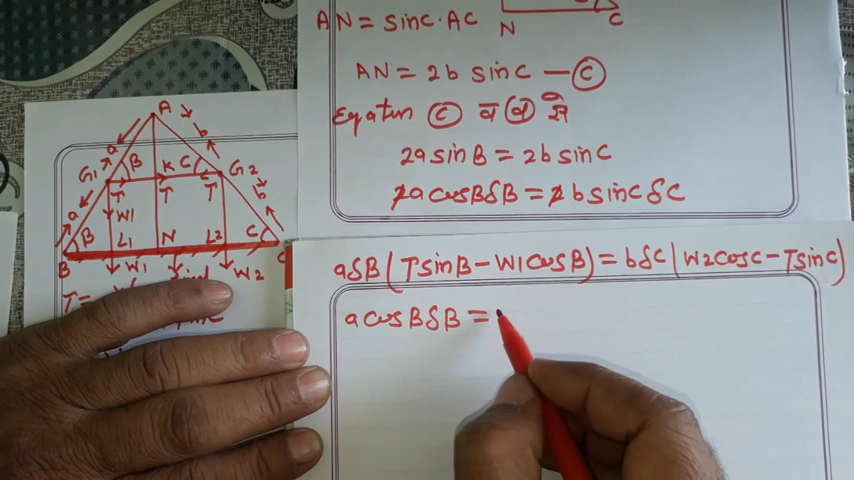 AN = sinC · AC
N C
AN = 2b sinC — C
Equation C व d से
2a sinB = 2b sinC
2a cosB δB = 2b sinC δC
A
a b
G1 B K C G2
T T T
a W1 b
B L1 N L2 C
B W1 W2 C
T =
aδB (T sinB − W1 cosB) = bδC (W2 cosC − T sinC)
a cosB δB =